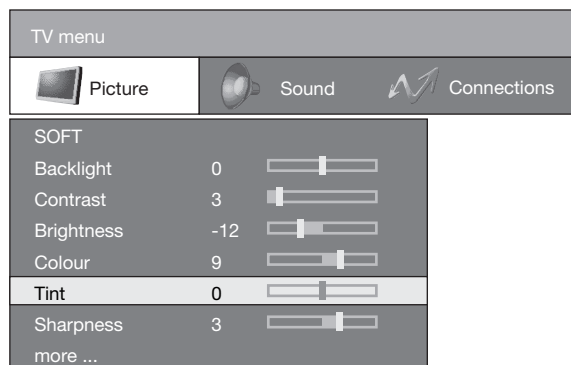 TV menu
Picture Sound Connections
SOFT
Backlight 0
Contrast 3
Brightness -12
Colour 9
Tint 0
Sharpness 3
more ...